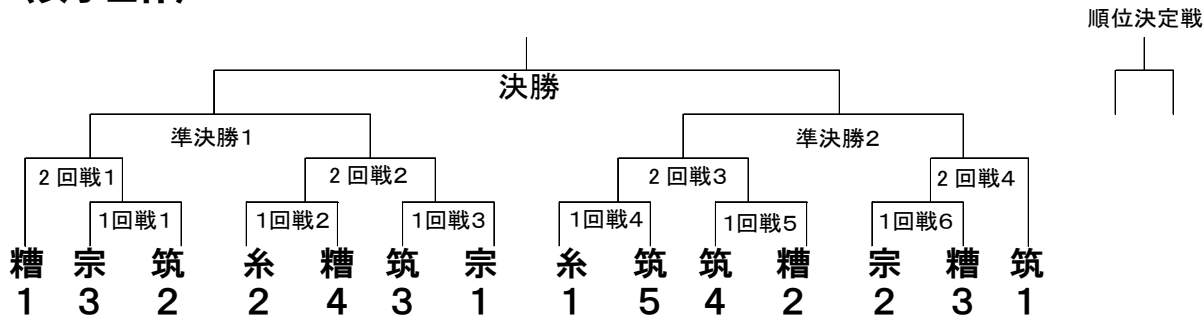 順位決定戦
決勝
準決勝1 準決勝2
2回戦1 2回戦2 2回戦3 2回戦4
1回戦1 1回戦2 1回戦3 1回戦4 1回戦5 1回戦6
糟 宗 筑 糸 糟 筑 宗 糸 筑 筑 糟 宗 糟 筑
1 3 2 2 4 3 1 1 5 4 2 2 3 1